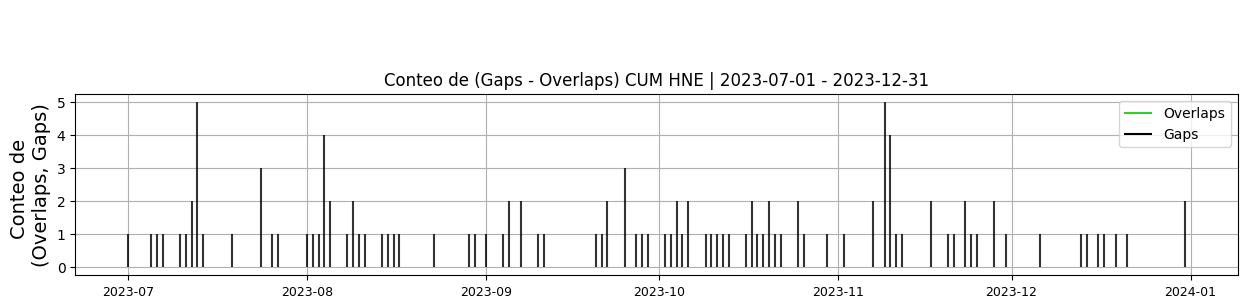 Conteo de (Gaps - Overlaps) CUM HNE | 2023-07-01 - 2023-12-31
Conteo de
(Overlaps, Gaps)
5
4
3
2
1
0
Overlaps
Gaps
2023-07
2023-08
2023-09
2023-10
2023-11
2023-12
2024-01